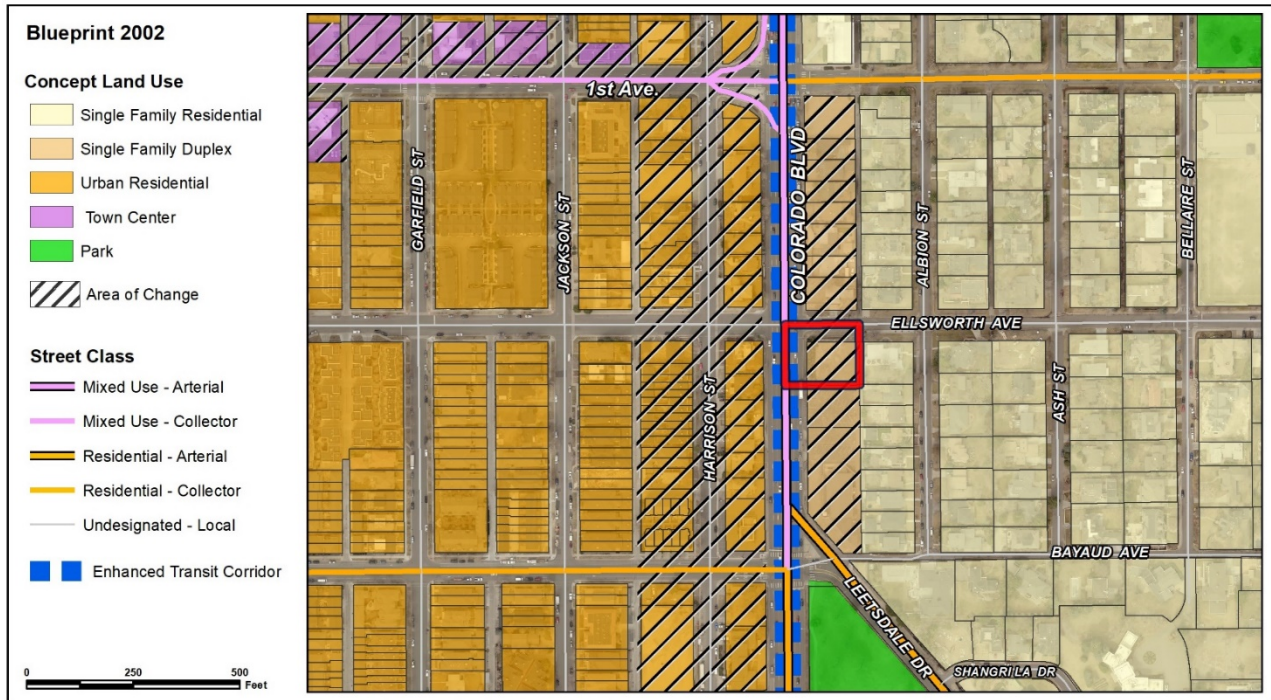 Blueprint 2002
Concept Land Use
Single Family Residential
Single Family Duplex
Urban Residential
Town Center
Park
Area of Change
Street Class
Mixed Use - Arterial
Mixed Use - Collector
Residential - Arterial
Residential - Collector
Undesignated - Local
Enhanced Transit Corridor
0 250 500
Feet
1st Ave.
GARFIELD ST
JACKSON ST
HARRISON ST
COLORADO BLVD
ALBION ST
ASH ST
BELLAIRE ST
ELLSWORTH AVE
BAYAUD AVE
LEETSDALE DR
SHANGRILA DR